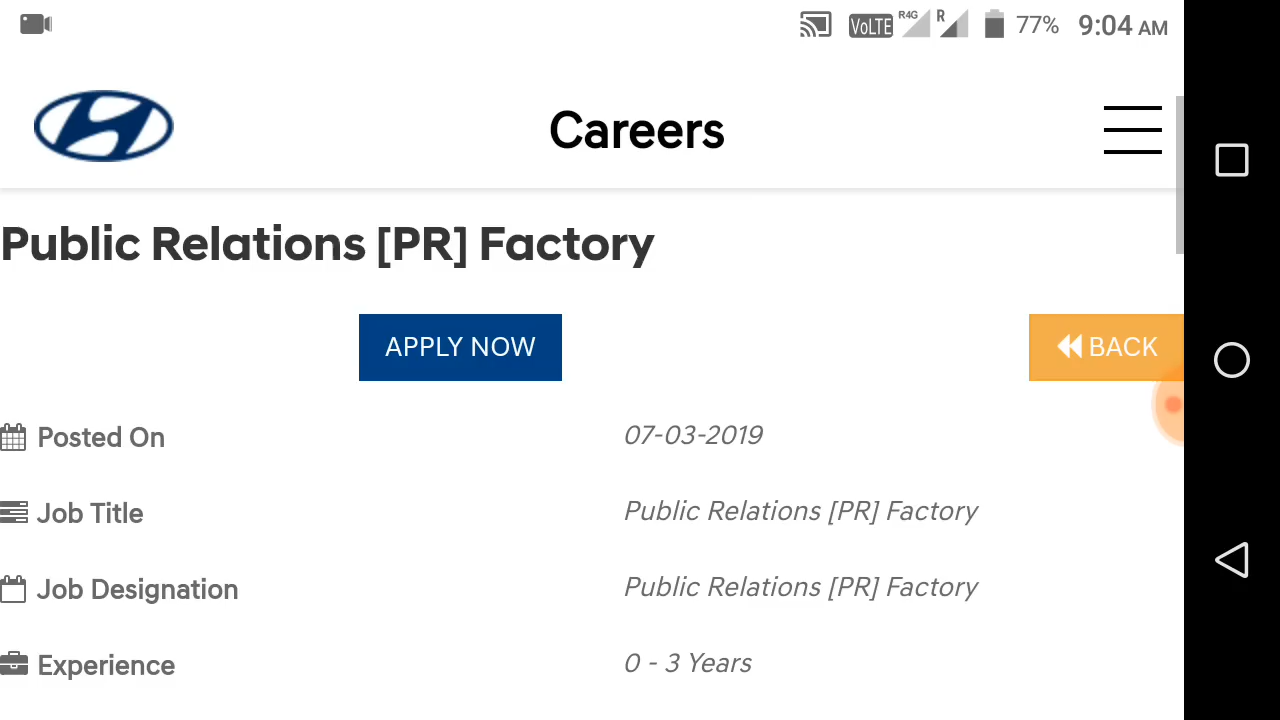 VoLTE R4G R 77% 9:04 AM
Careers
Public Relations [PR] Factory
APPLY NOW
BACK
Posted On 07-03-2019
Job Title Public Relations [PR] Factory
Job Designation Public Relations [PR] Factory
Experience 0 - 3 Years